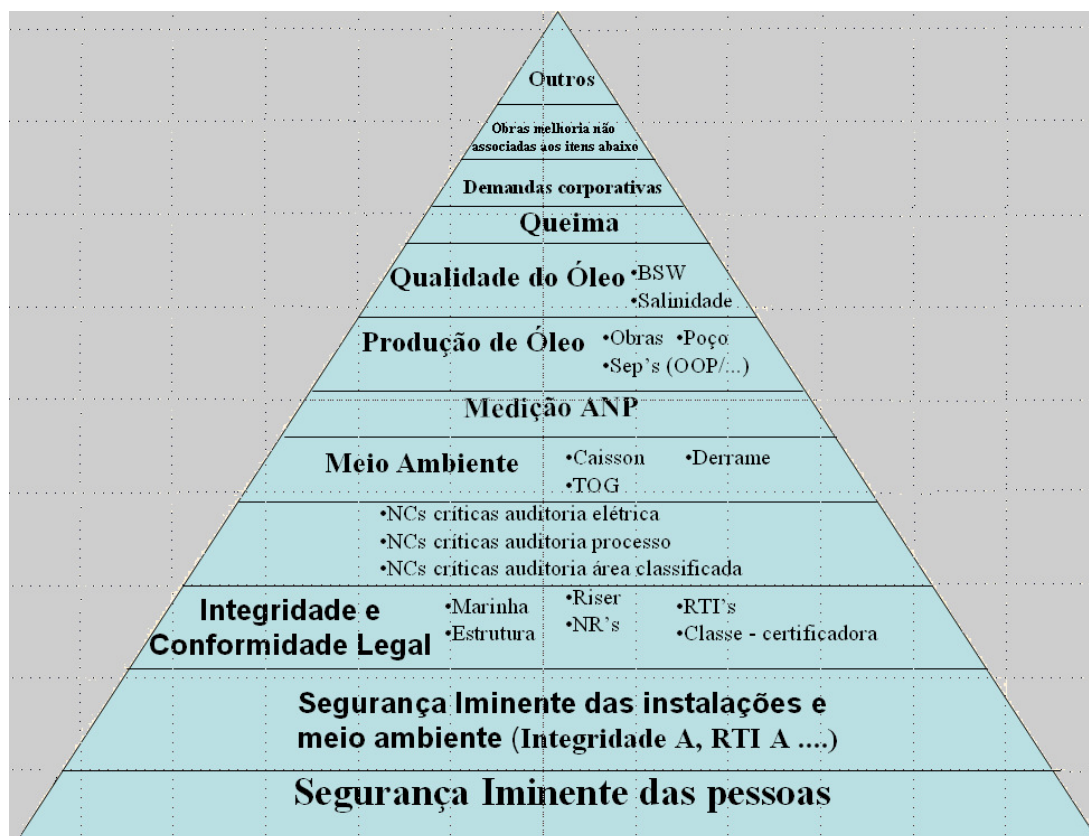 Outros
Obras melhoria não
associadas aos itens abaixo
Demandas corporativas
Queima
Qualidade do Óleo
•BSW
•Salinidade
Produção de Óleo
•Obras •Poço
•Sep's (OOP/...)
Medição ANP
Meio Ambiente
•Caisson •Derrame
•TOG
•NCs críticas auditoria elétrica
•NCs críticas auditoria processo
•NCs críticas auditoria área classificada
Integridade e
Conformidade Legal
•Marinha
•Estrutura
•Riser
•NR's
•RTI's
•Classe - certificadora
Segurança Iminente das instalações e
meio ambiente (Integridade A, RTI A ....)
Segurança Iminente das pessoas